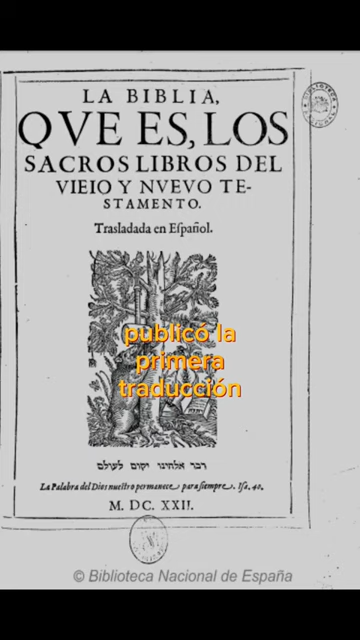 LA BIBLIA,
QVE ES, LOS
SACROS LIBROS DEL
VIEIO Y NVEVO TE-
STAMENTO.
Trasladada en Eſpañol.
publicó la
primera
traducción
דבר אלהינו יקום לעולם
La Palabra del Dios nueſtro permanece para ſiempre. Iſa. 40.
M. DC. XXII.
© Biblioteca Nacional de España